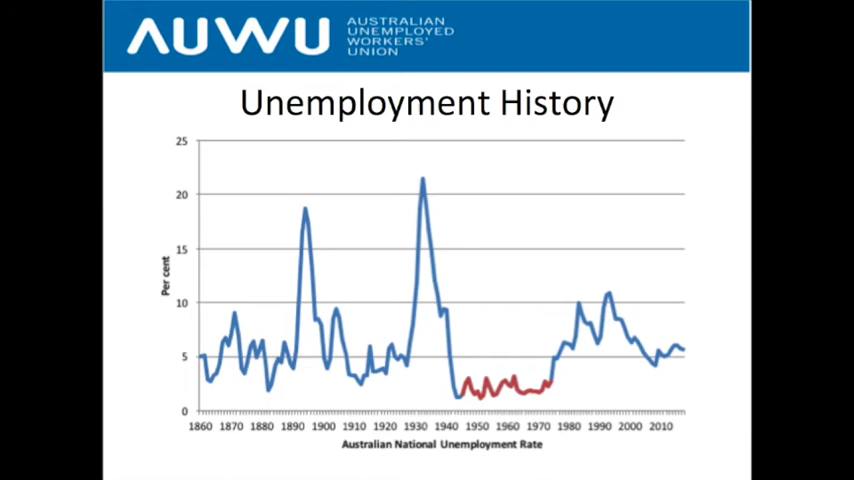 AUWU
AUSTRALIAN
UNEMPLOYED
WORKERS'
UNION
Unemployment History
25
20
15
10
5
0
Per cent
1860 1870 1880 1890 1900 1910 1920 1930 1940 1950 1960 1970 1980 1990 2000 2010
Australian National Unemployment Rate